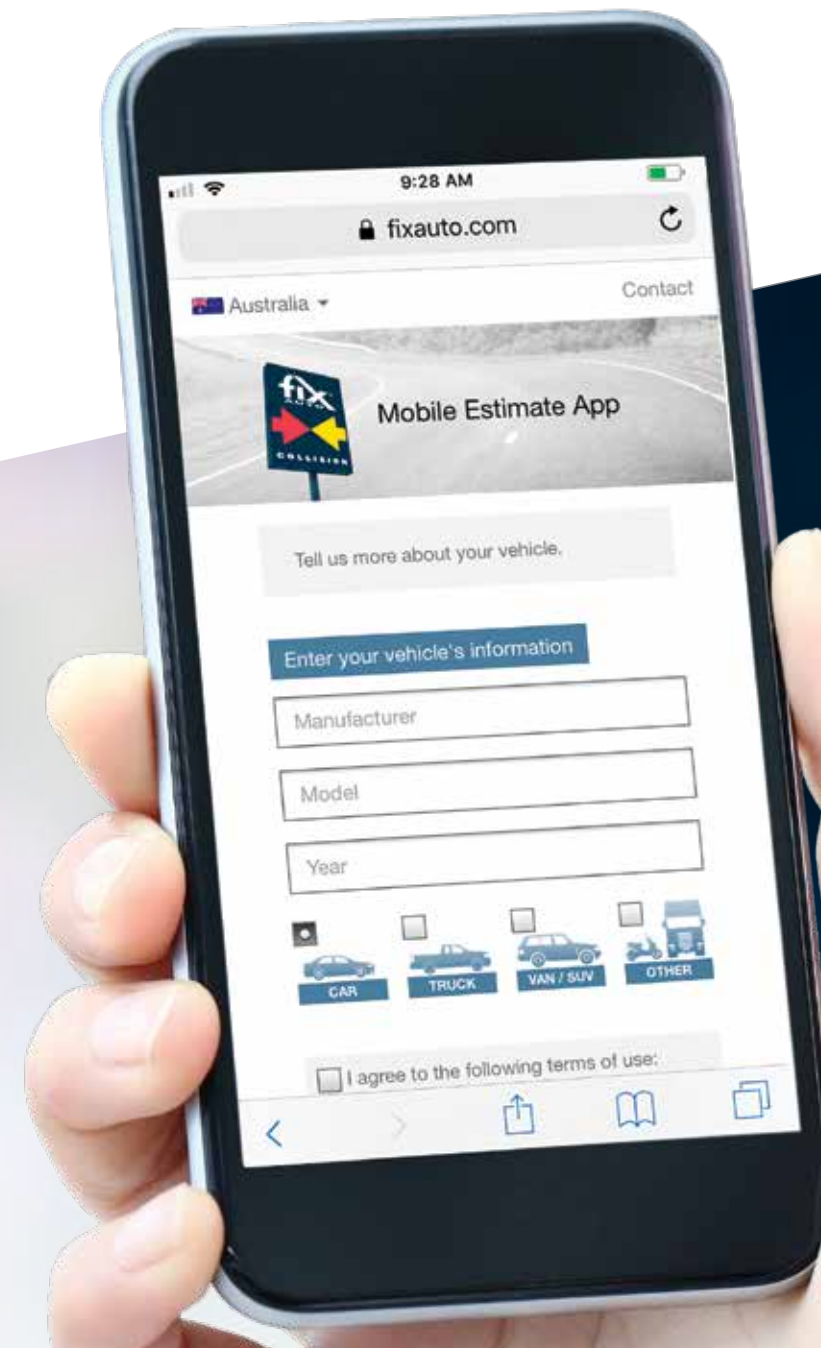 9:28 AM
fixauto.com
Australia
Contact
fix
AUTO
COLLISION
Mobile Estimate App
Tell us more about your vehicle.
Enter your vehicle's information
Manufacturer
Model
Year
CAR
TRUCK
VAN / SUV
OTHER
I agree to the following terms of use: